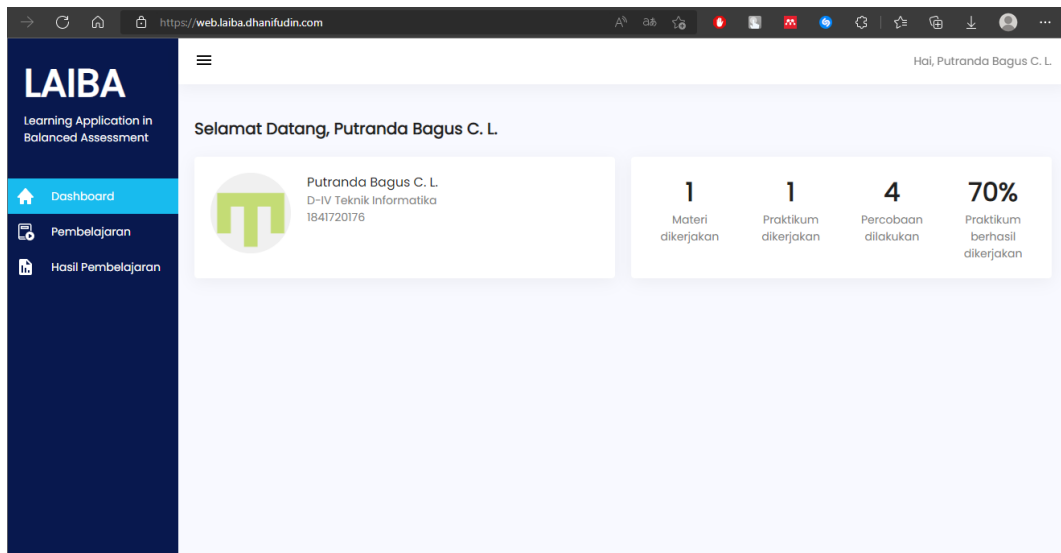 https://web.laiba.dhanifudin.com
LAIBA
Learning Application in
Balanced Assessment
Dashboard
Pembelajaran
Hasil Pembelajaran
Hai, Putranda Bagus C. L.
Selamat Datang, Putranda Bagus C. L.
Putranda Bagus C. L.
D-IV Teknik Informatika
1841720176
1
Materi
dikerjakan
1
Praktikum
dikerjakan
4
Percobaan
dilakukan
70%
Praktikum
berhasil
dikerjakan